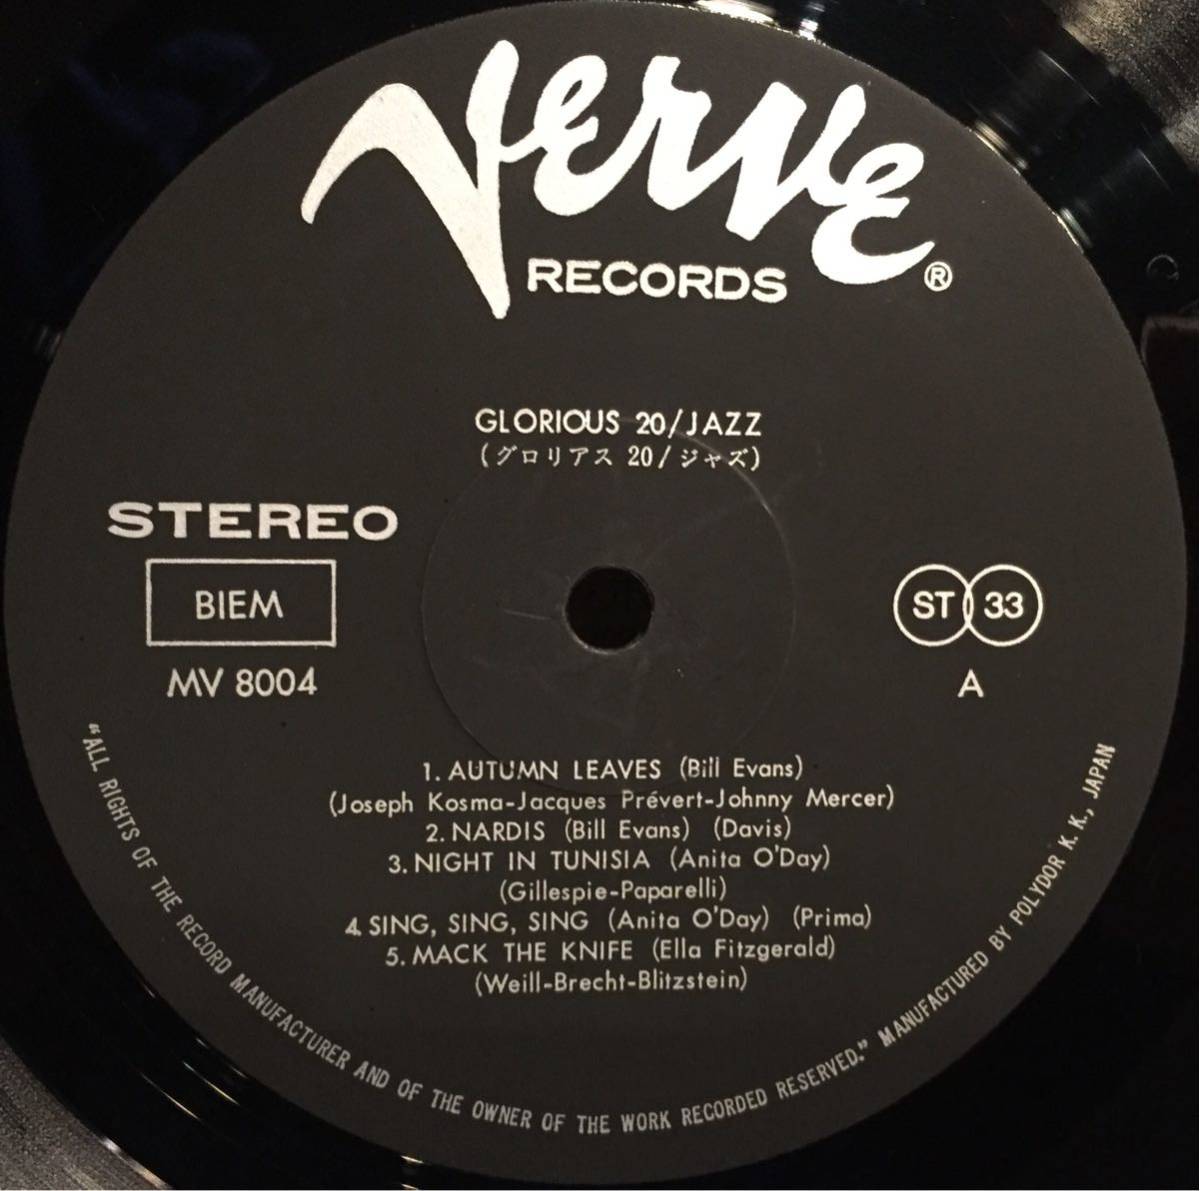 Verve
RECORDS ®
GLORIOUS 20/JAZZ
(グロリアス 20/ジャズ)
STEREO
BIEM
MV 8004
ST 33
A
1. AUTUMN LEAVES (Bill Evans)
(Joseph Kosma-Jacques Prévert-Johnny Mercer)
2. NARDIS (Bill Evans) (Davis)
3. NIGHT IN TUNISIA (Anita O'Day)
(Gillespie-Paparelli)
4. SING, SING, SING (Anita O'Day) (Prima)
5. MACK THE KNIFE (Ella Fitzgerald)
(Weill-Brecht-Blitzstein)
"ALL RIGHTS OF THE RECORD MANUFACTURER AND OF THE OWNER OF THE WORK RECORDED RESERVED." MANUFACTURED BY POLYDOR K. K., JAPAN